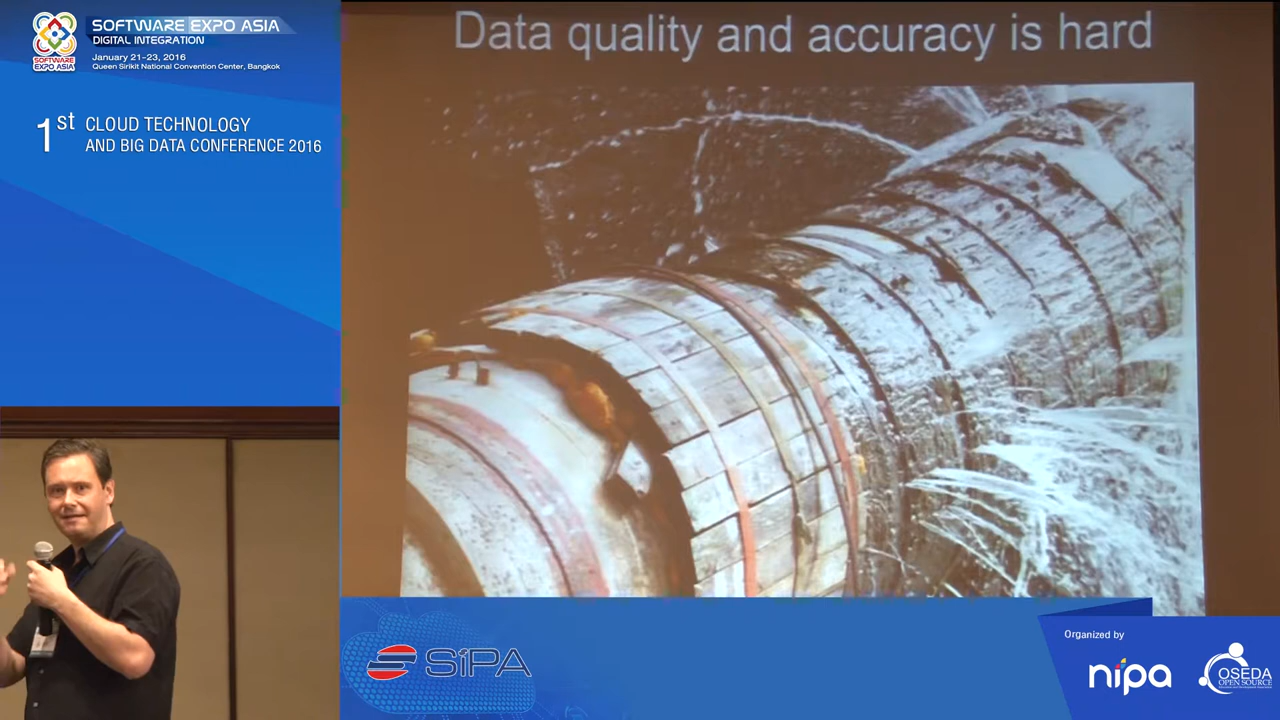 SOFTWARE EXPO ASIA
DIGITAL INTEGRATION
January 21-23, 2016
Queen Sirikit National Convention Center, Bangkok
SOFTWARE
EXPO ASIA
1st CLOUD TECHNOLOGY
AND BIG DATA CONFERENCE 2016
Data quality and accuracy is hard
SiPA
Organized by
nipa
OSEDA
OPEN SOURCE